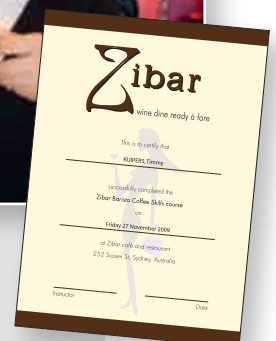 Zibar
wine dine ready à fare
This is to certify that
KUIPERS, Timmy
successfully completed the
Zibar Barista Coffee Skills course
on
Friday 27 November 2009
at Zibar café and restaurant
252 Sussex St, Sydney, Australia
Instructor
Date